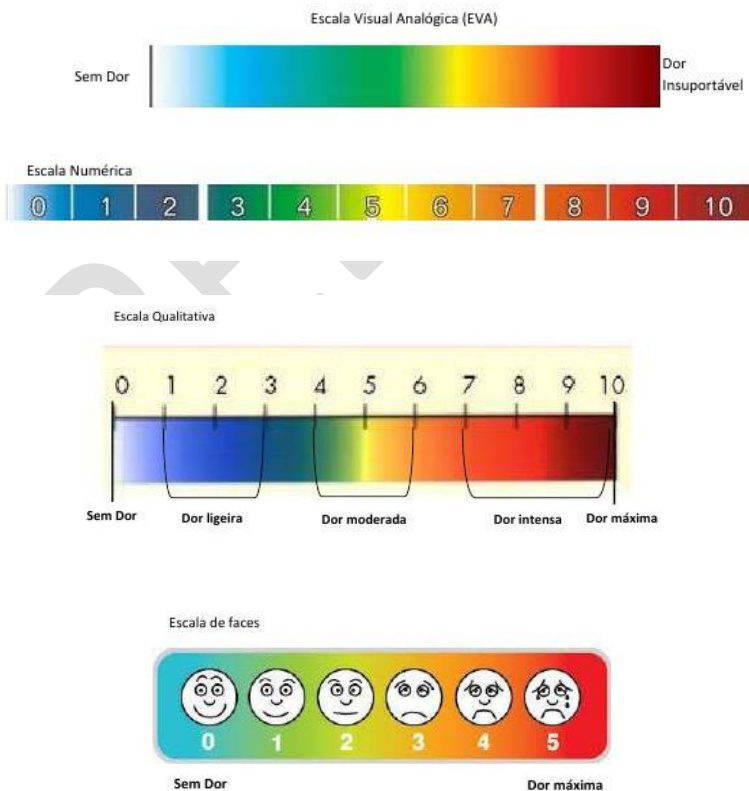 Escala Visual Analógica (EVA)
Sem Dor
Dor
Insuportável
Escala Numérica
0 1 2 3 4 5 6 7 8 9 10
Escala Qualitativa
0 1 2 3 4 5 6 7 8 9 10
Sem Dor Dor ligeira Dor moderada Dor intensa Dor máxima
Escala de faces
0 1 2 3 4 5
Sem Dor Dor máxima